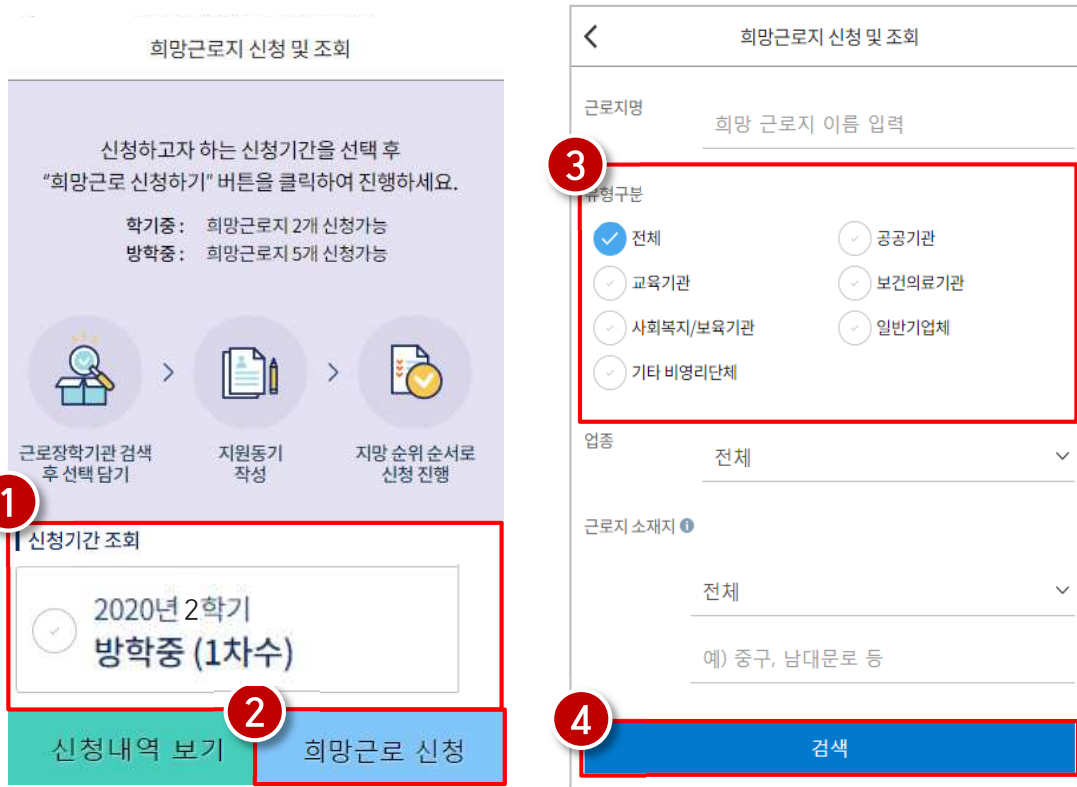 희망근로지 신청 및 조회
신청하고자 하는 신청기간을 선택 후
“희망근로 신청하기” 버튼을 클릭하여 진행하세요.
학기중 : 희망근로지 2개 신청가능
방학중 : 희망근로지 5개 신청가능
근로장학기관 검색
후 선택 담기
지원동기
작성
지망 순위 순서로
신청 진행
1
신청기간 조회
2020년 2학기
방학중 (1차수)
2
신청내역 보기
희망근로 신청
희망근로지 신청 및 조회
근로지명
희망 근로지 이름 입력
3
유형구분
전체
공공기관
교육기관
보건의료기관
사회복지/보육기관
일반기업체
기타 비영리단체
업종
전체
근로지 소재지
전체
예) 중구, 남대문로 등
4
검색